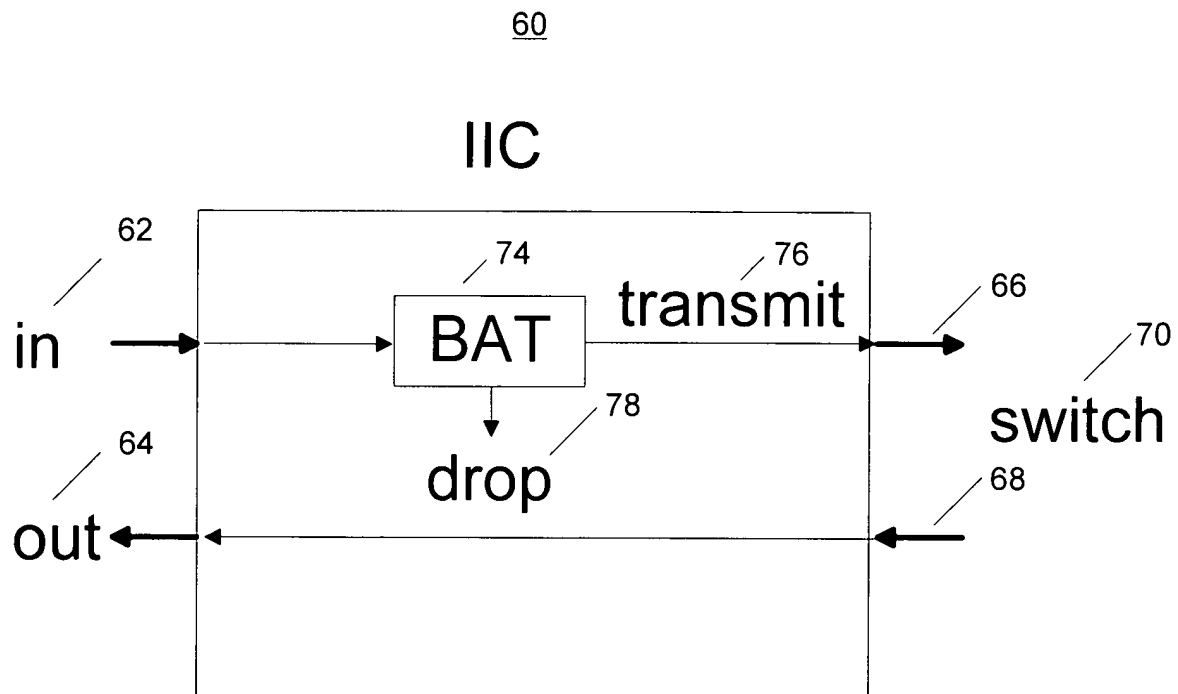 60
IIC
62
74
76
66
in
BAT
transmit
70
switch
64
78
68
out
drop